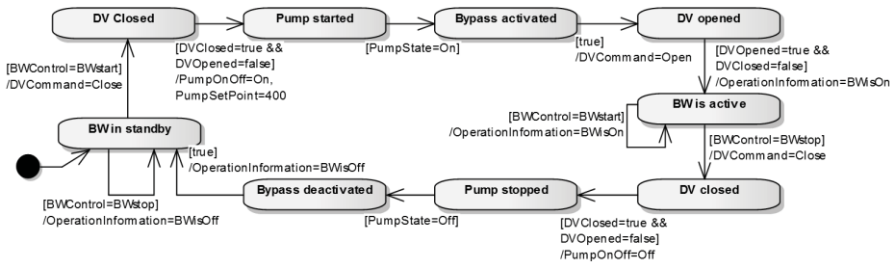 DV Closed
Pump started
Bypass activated
DV opened
[DVClosed=true &&
DVOpened=false]
/PumpOnOff=On,
PumpSetPoint=400
[PumpState=On]
[true]
/DVCommand=Open
[DVOpened=true &&
DVClosed=false]
/OperationInformation=BWisOn
[BWControl=BWstart]
/DVCommand=Close
BW is active
[BWControl=BWstart]
/OperationInformation=BWisOn
BW in standby
[BWControl=BWstop]
/DVCommand=Close
[true]
/OperationInformation=BWisOff
Bypass deactivated
Pump stopped
DV closed
[BWControl=BWstop]
/OperationInformation=BWisOff
[PumpState=Off]
[DVClosed=true &&
DVOpened=false]
/PumpOnOff=Off